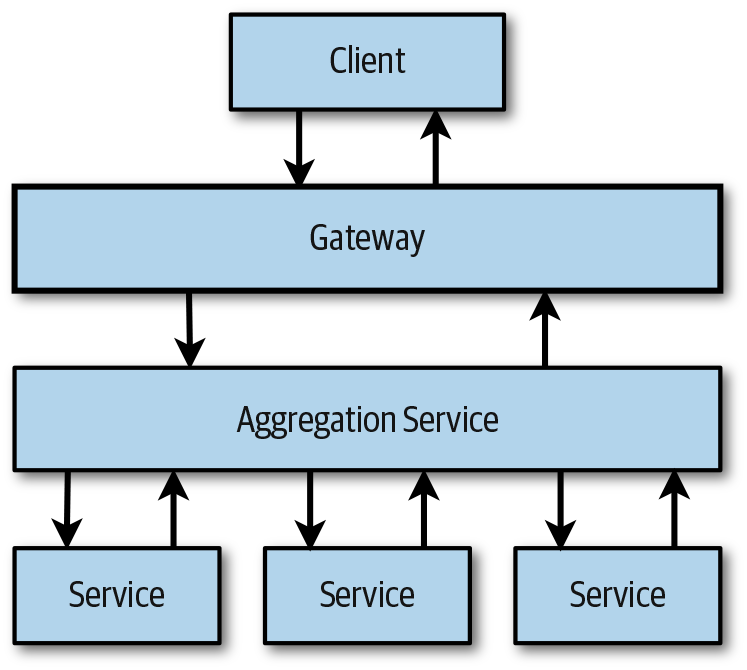 Client
Gateway
Aggregation Service
Service
Service
Service